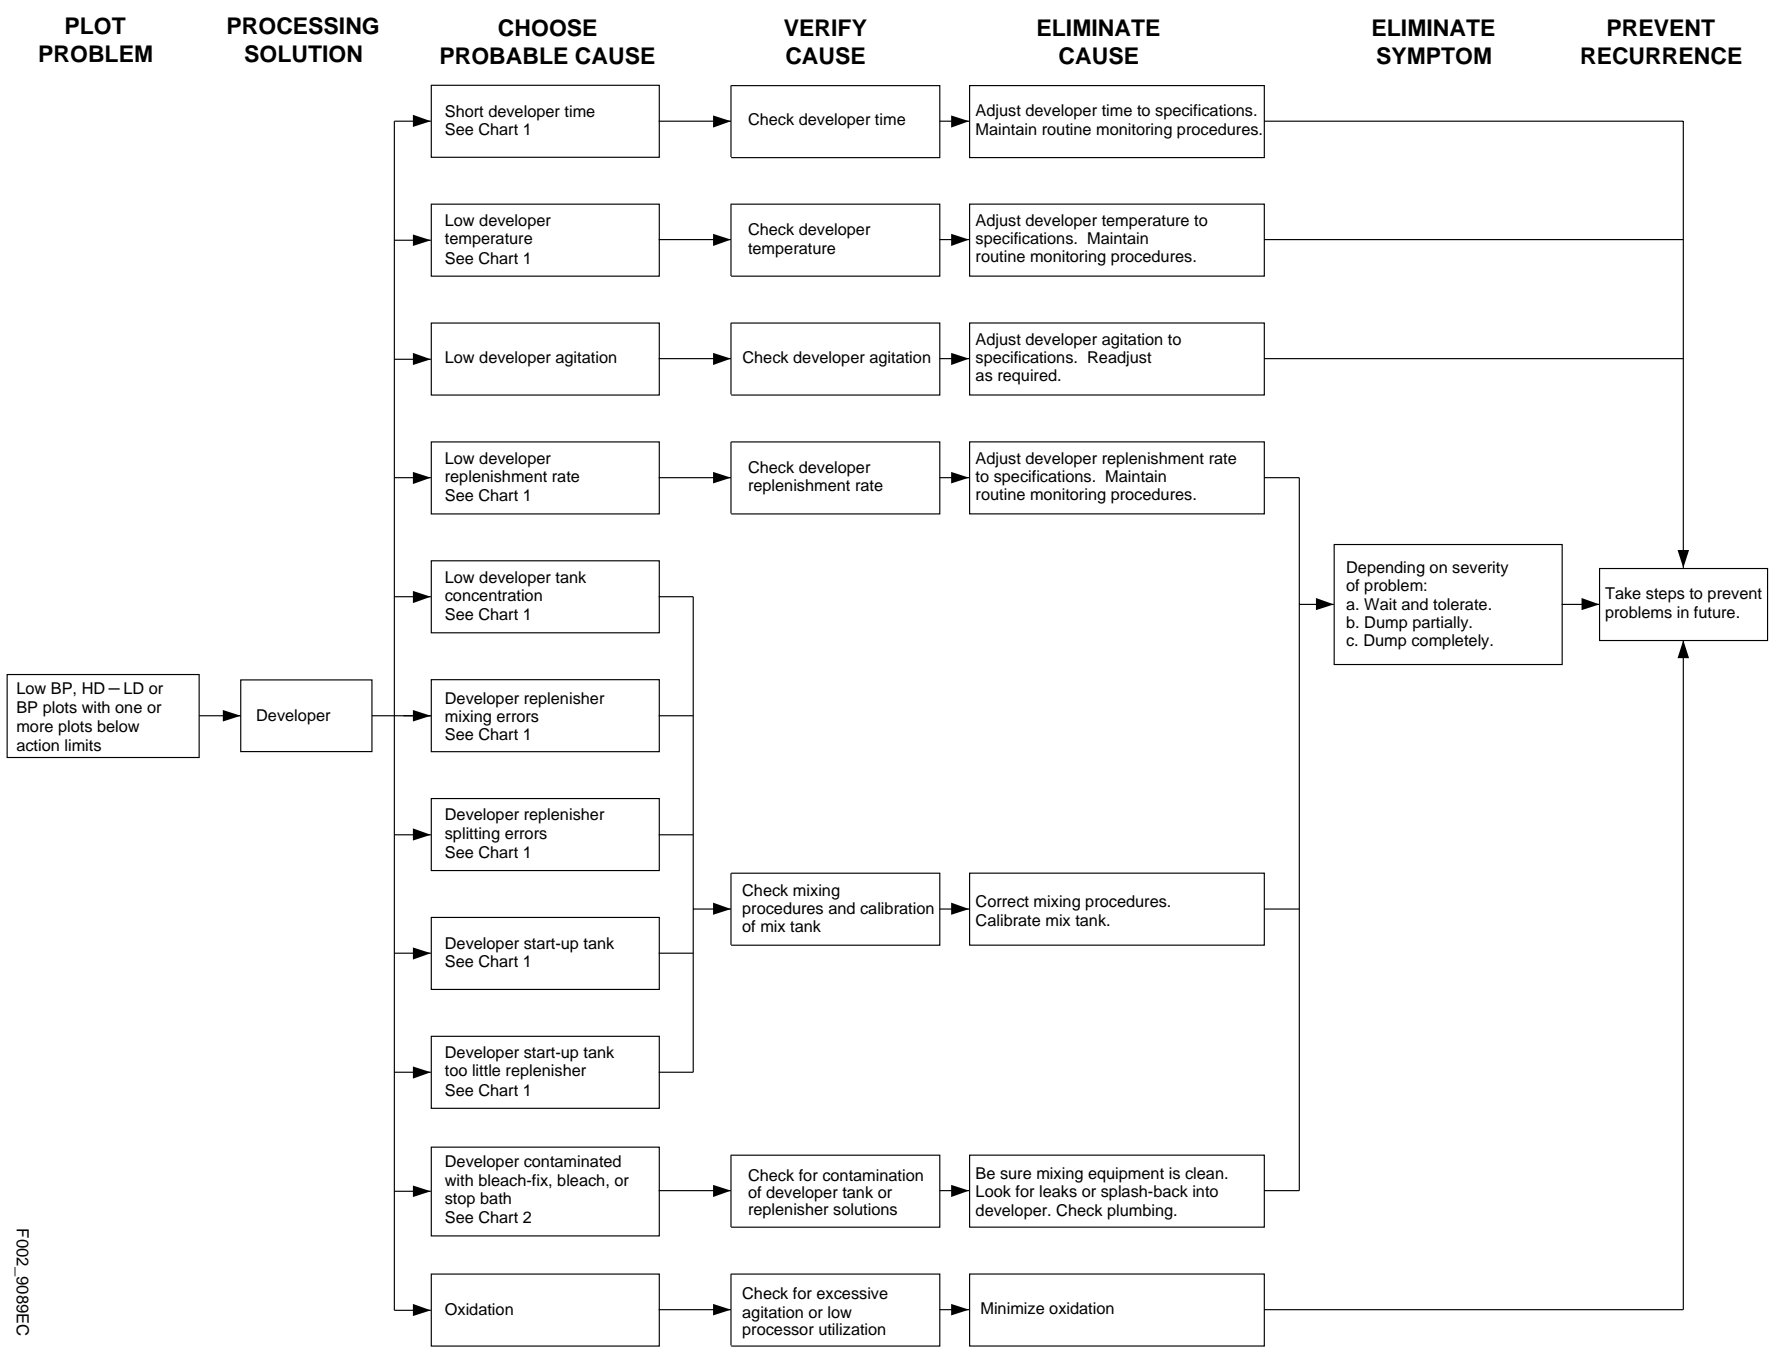 PLOT
PROBLEM
PROCESSING
SOLUTION
CHOOSE
PROBABLE CAUSE
VERIFY
CAUSE
ELIMINATE
CAUSE
ELIMINATE
SYMPTOM
PREVENT
RECURRENCE
Short developer time
See Chart 1
Check developer time
Adjust developer time to specifications.
Maintain routine monitoring procedures.
Low developer
temperature
See Chart 1
Check developer
temperature
Adjust developer temperature to
specifications. Maintain
routine monitoring procedures.
Low developer agitation
Check developer agitation
Adjust developer agitation to
specifications. Readjust
as required.
Low developer
replenishment rate
See Chart 1
Check developer
replenishment rate
Adjust developer replenishment rate
to specifications. Maintain
routine monitoring procedures.
Low developer tank
concentration
See Chart 1
Depending on severity
of problem:
a. Wait and tolerate.
b. Dump partially.
c. Dump completely.
Take steps to prevent
problems in future.
Low BP, HD – LD or
BP plots with one or
more plots below
action limits
Developer
Developer replenisher
mixing errors
See Chart 1
Developer replenisher
splitting errors
See Chart 1
Check mixing
procedures and calibration
of mix tank
Correct mixing procedures.
Calibrate mix tank.
Developer start-up tank
See Chart 1
Developer start-up tank
too little replenisher
See Chart 1
Developer contaminated
with bleach-fix, bleach, or
stop bath
See Chart 2
Check for contamination
of developer tank or
replenisher solutions
Be sure mixing equipment is clean.
Look for leaks or splash-back into
developer. Check plumbing.
Oxidation
Check for excessive
agitation or low
processor utilization
Minimize oxidation
F002_9089EC